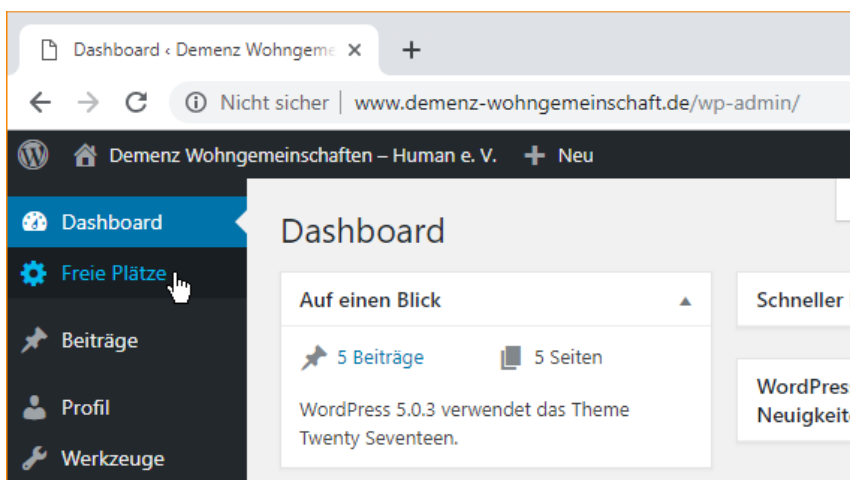 Dashboard ‹ Demenz Wohngeme
Nicht sicher | www.demenz-wohngemeinschaft.de/wp-admin/
Demenz Wohngemeinschaften – Human e. V. + Neu
Dashboard
Freie Plätze
Beiträge
Profil
Werkzeuge
Dashboard
Auf einen Blick
5 Beiträge 5 Seiten
WordPress 5.0.3 verwendet das Theme
Twenty Seventeen.
Schneller
WordPress
Neuigkeit